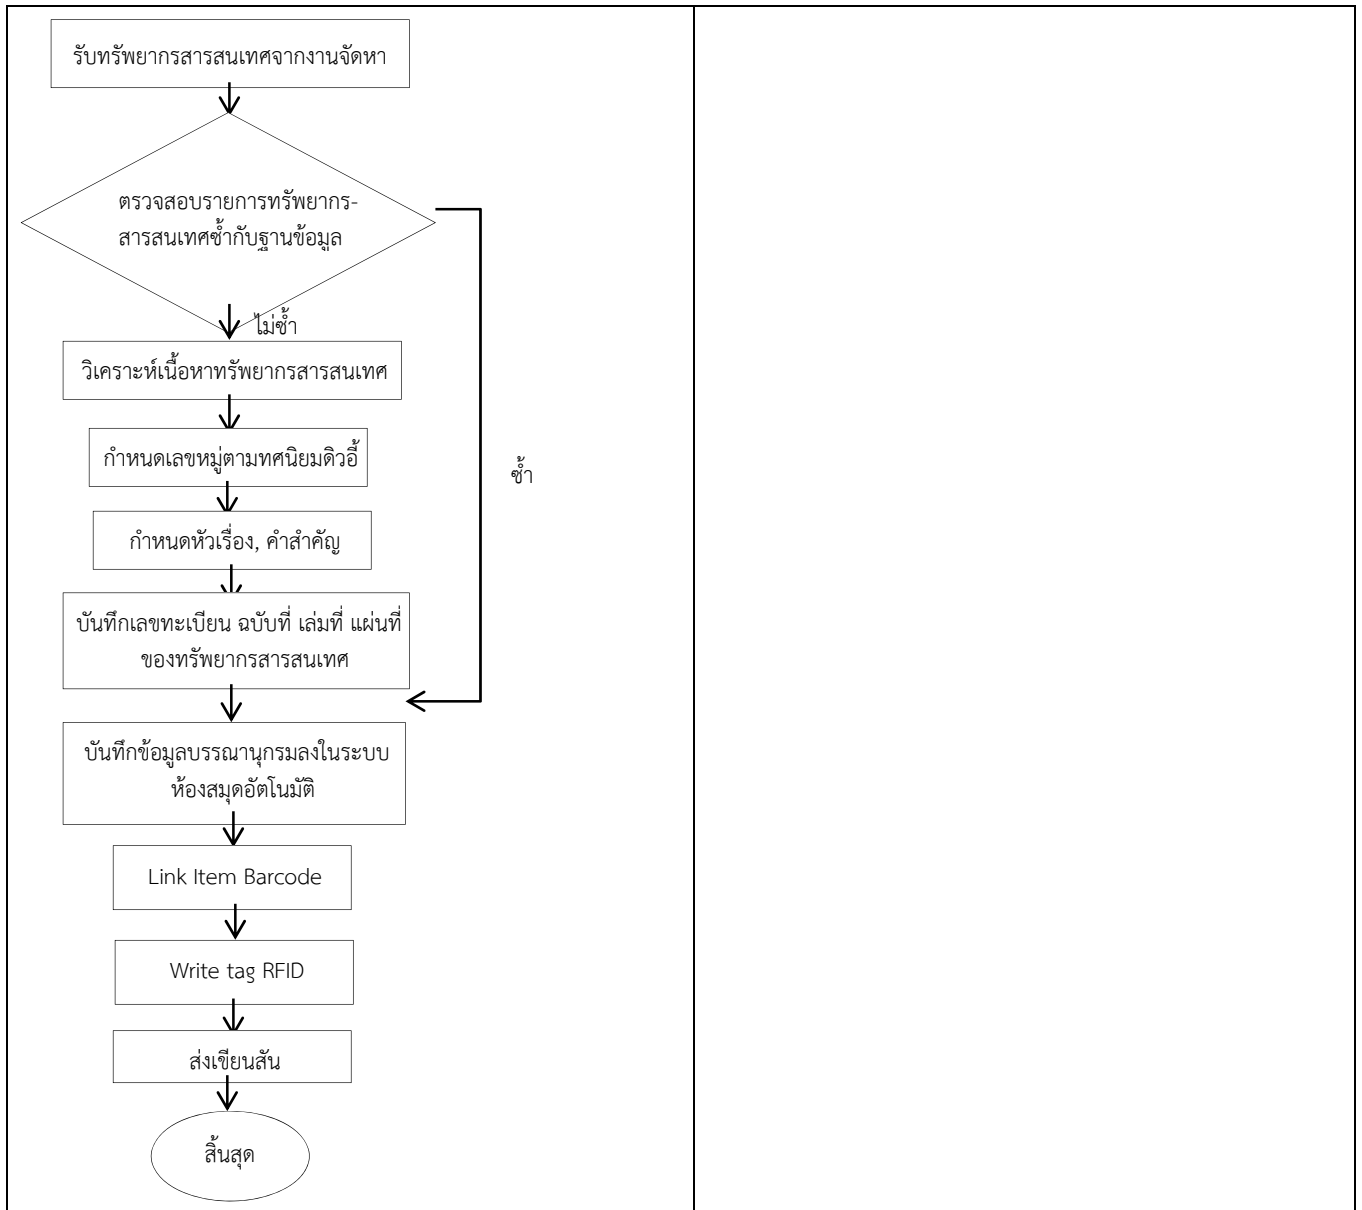 รับทรัพยากรสารสนเทศจากงานจัดหา
ตรวจสอบรายการทรัพยากร-
สารสนเทศซ้ำกับฐานข้อมูล
ไม่ซ้ำ
วิเคราะห์เนื้อหาทรัพยากรสารสนเทศ
กำหนดเลขหมู่ตามทศนิยมดิวอี้
ซ้ำ
กำหนดหัวเรื่อง, คำสำคัญ
บันทึกเลขทะเบียน ฉบับที่ เล่มที่ แผ่นที่
ของทรัพยากรสารสนเทศ
บันทึกข้อมูลบรรณานุกรมลงในระบบ
ห้องสมุดอัตโนมัติ
Link Item Barcode
Write tag RFID
ส่งเขียนสัน
สิ้นสุด